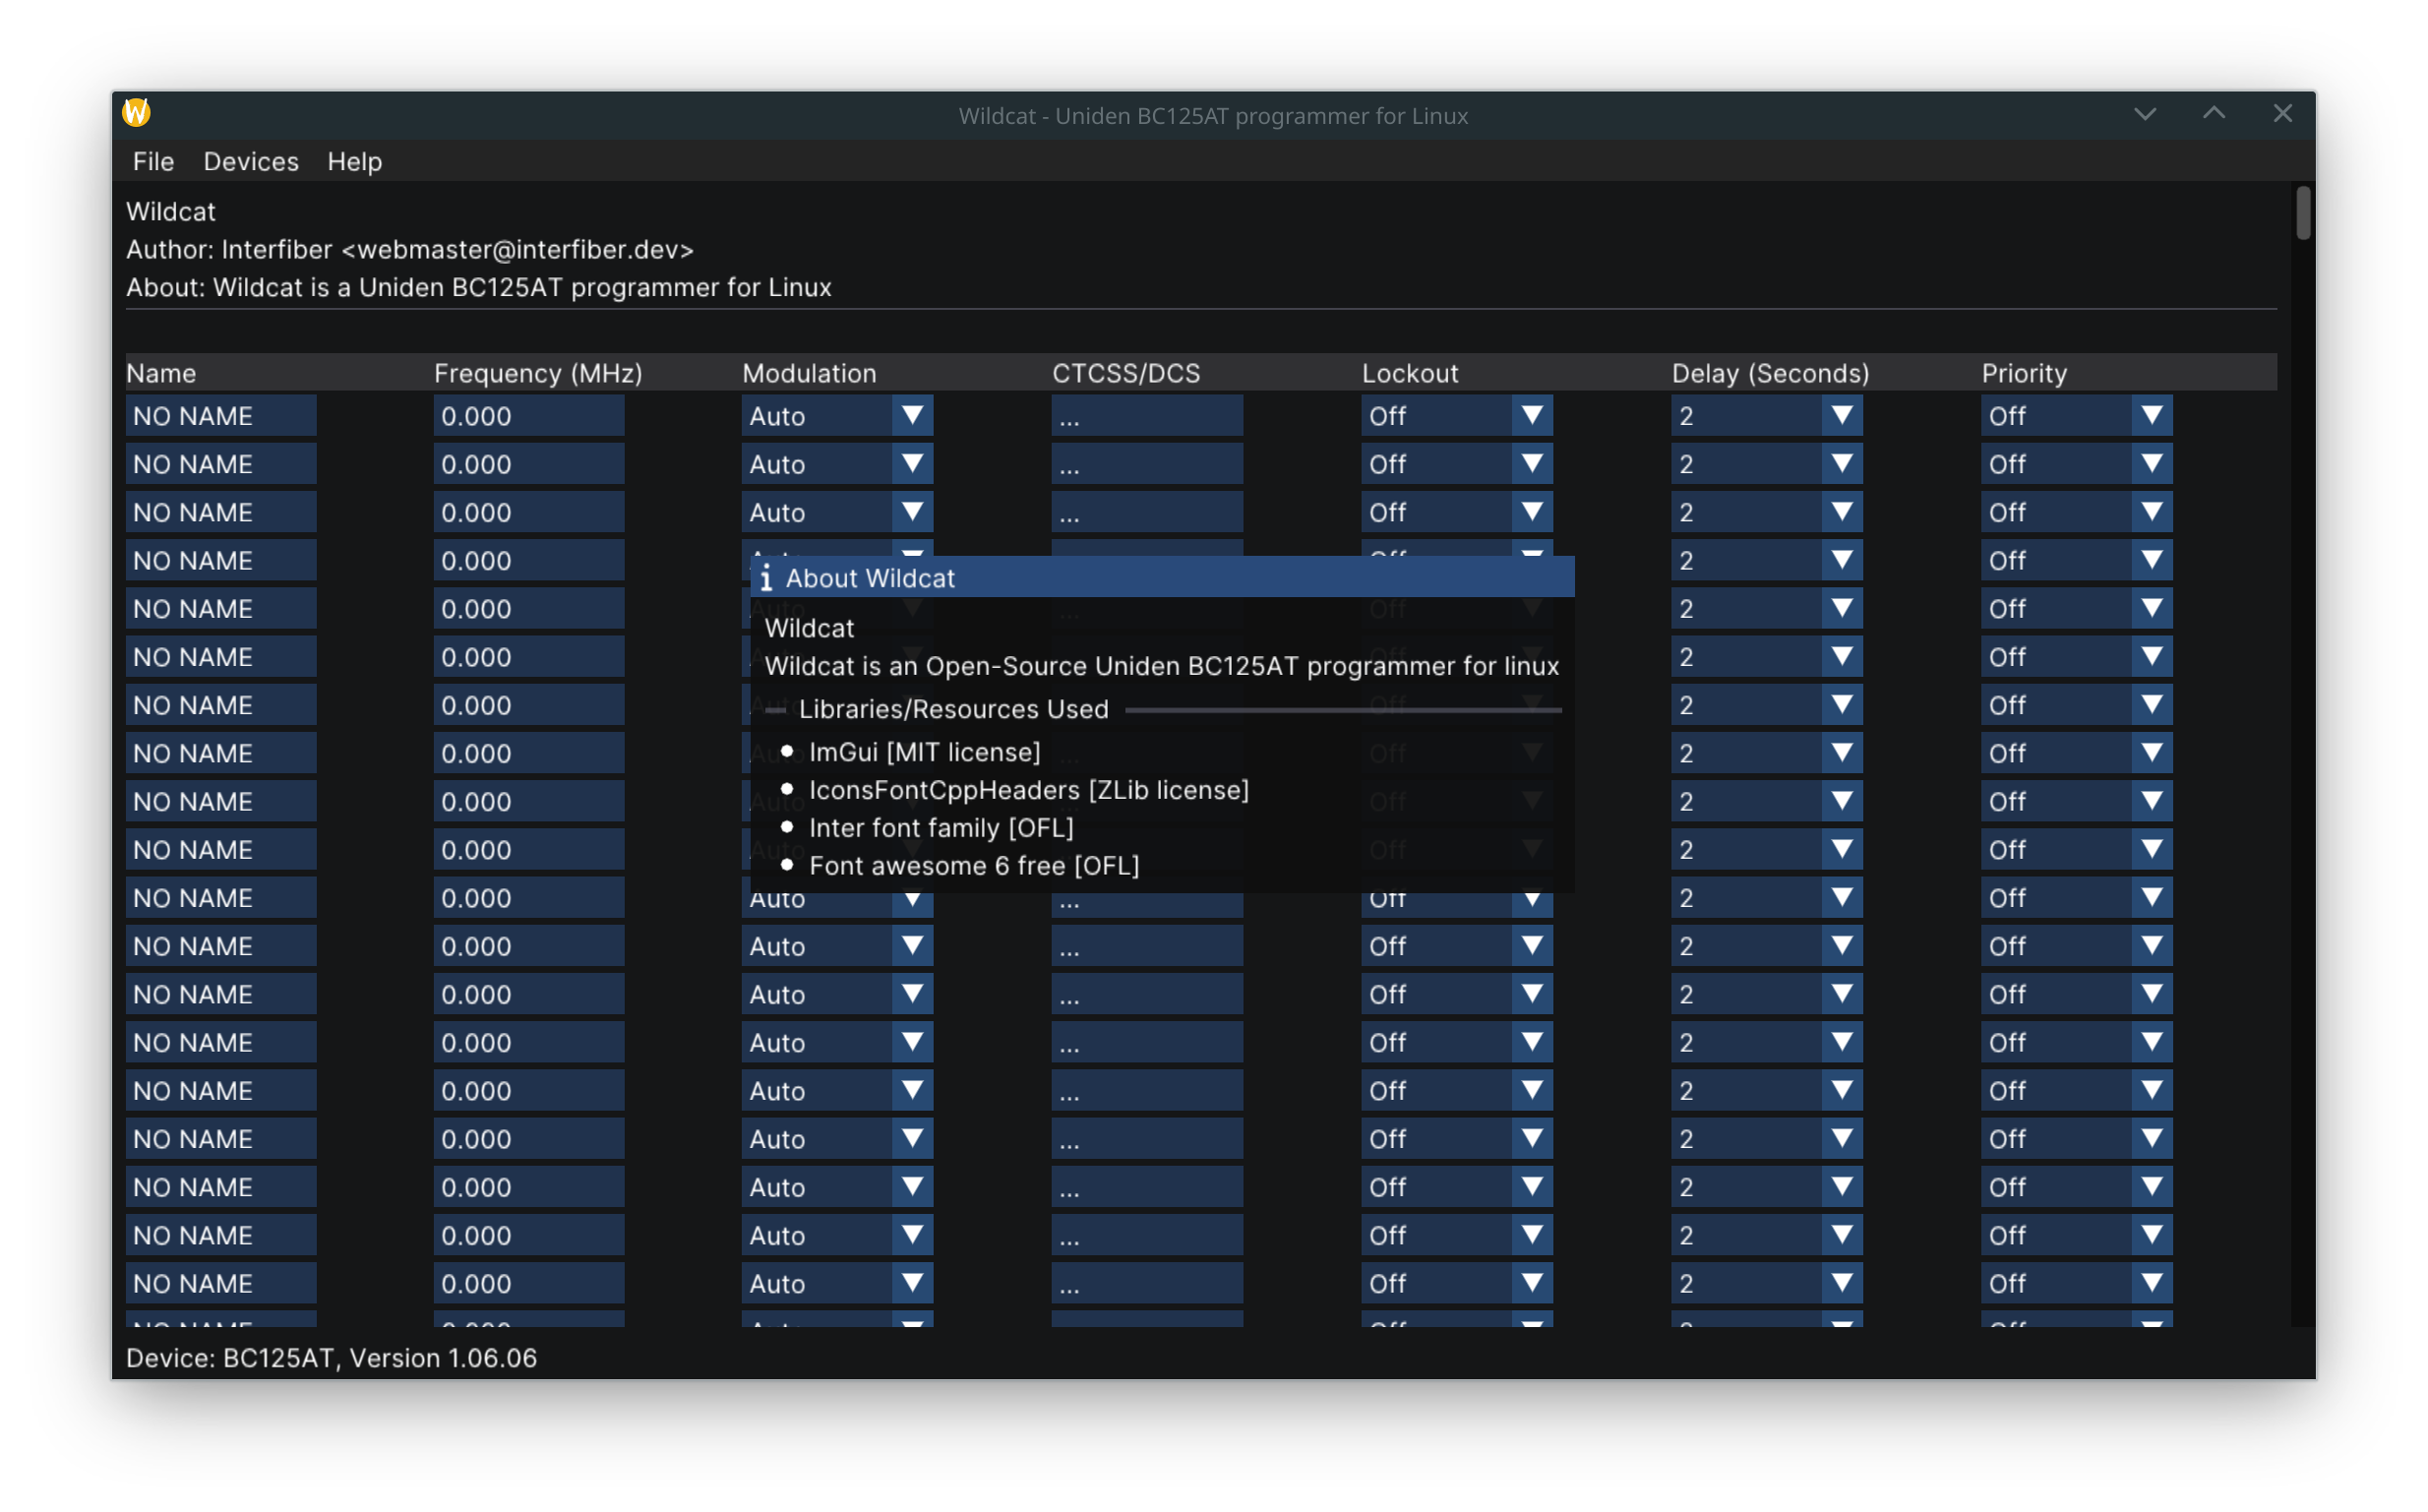 Wildcat - Uniden BC125AT programmer for Linux
File Devices Help
Wildcat
Author: Interfiber <webmaster@interfiber.dev>
About: Wildcat is a Uniden BC125AT programmer for Linux
Name Frequency (MHz) Modulation CTCSS/DCS Lockout Delay (Seconds) Priority
NO NAME 0.000 Auto ... Off 2 Off
NO NAME 0.000 Auto ... Off 2 Off
NO NAME 0.000 Auto ... Off 2 Off
NO NAME 0.000 2 Off
NO NAME 0.000 2 Off
NO NAME 0.000 2 Off
NO NAME 0.000 2 Off
NO NAME 0.000 2 Off
NO NAME 0.000 2 Off
NO NAME 0.000 2 Off
About Wildcat
Wildcat
Wildcat is an Open-Source Uniden BC125AT programmer for linux
Libraries/Resources Used
ImGui [MIT license]
IconsFontCppHeaders [ZLib license]
Inter font family [OFL]
Font awesome 6 free [OFL]
NO NAME 0.000 Auto ... Off 2 Off
NO NAME 0.000 Auto ... Off 2 Off
NO NAME 0.000 Auto ... Off 2 Off
NO NAME 0.000 Auto ... Off 2 Off
NO NAME 0.000 Auto ... Off 2 Off
NO NAME 0.000 Auto ... Off 2 Off
NO NAME 0.000 Auto ... Off 2 Off
NO NAME 0.000 Auto ... Off 2 Off
NO NAME 0.000 Auto ... Off 2 Off
Device: BC125AT, Version 1.06.06